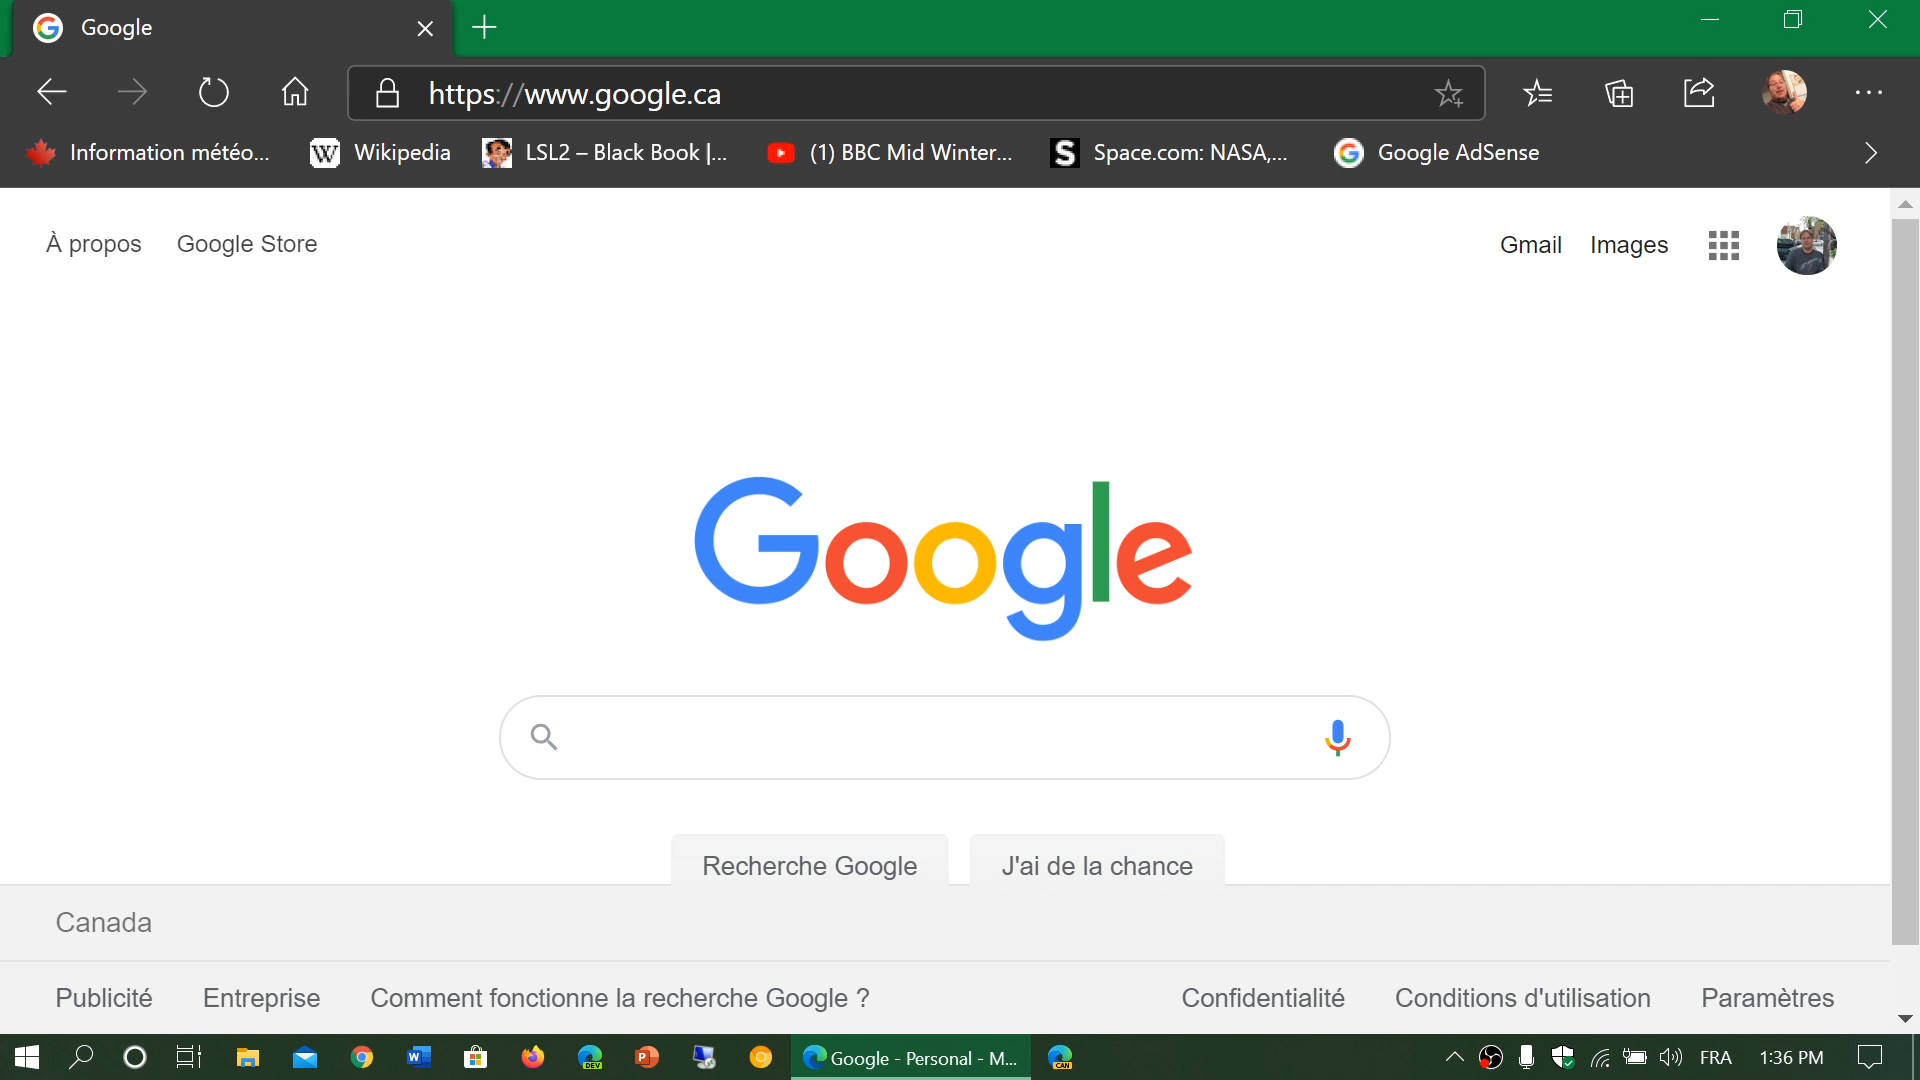 Google
https://www.google.ca
Information météo...
Wikipedia
LSL2 – Black Book |...
(1) BBC Mid Winter...
S
Space.com: NASA,...
Google AdSense
À propos
Google Store
Gmail
Images
Google
Recherche Google
J'ai de la chance
Canada
Publicité
Entreprise
Comment fonctionne la recherche Google ?
Confidentialité
Conditions d'utilisation
Paramètres
DEV
Google - Personal - M...
CAN
FRA
1:36 PM